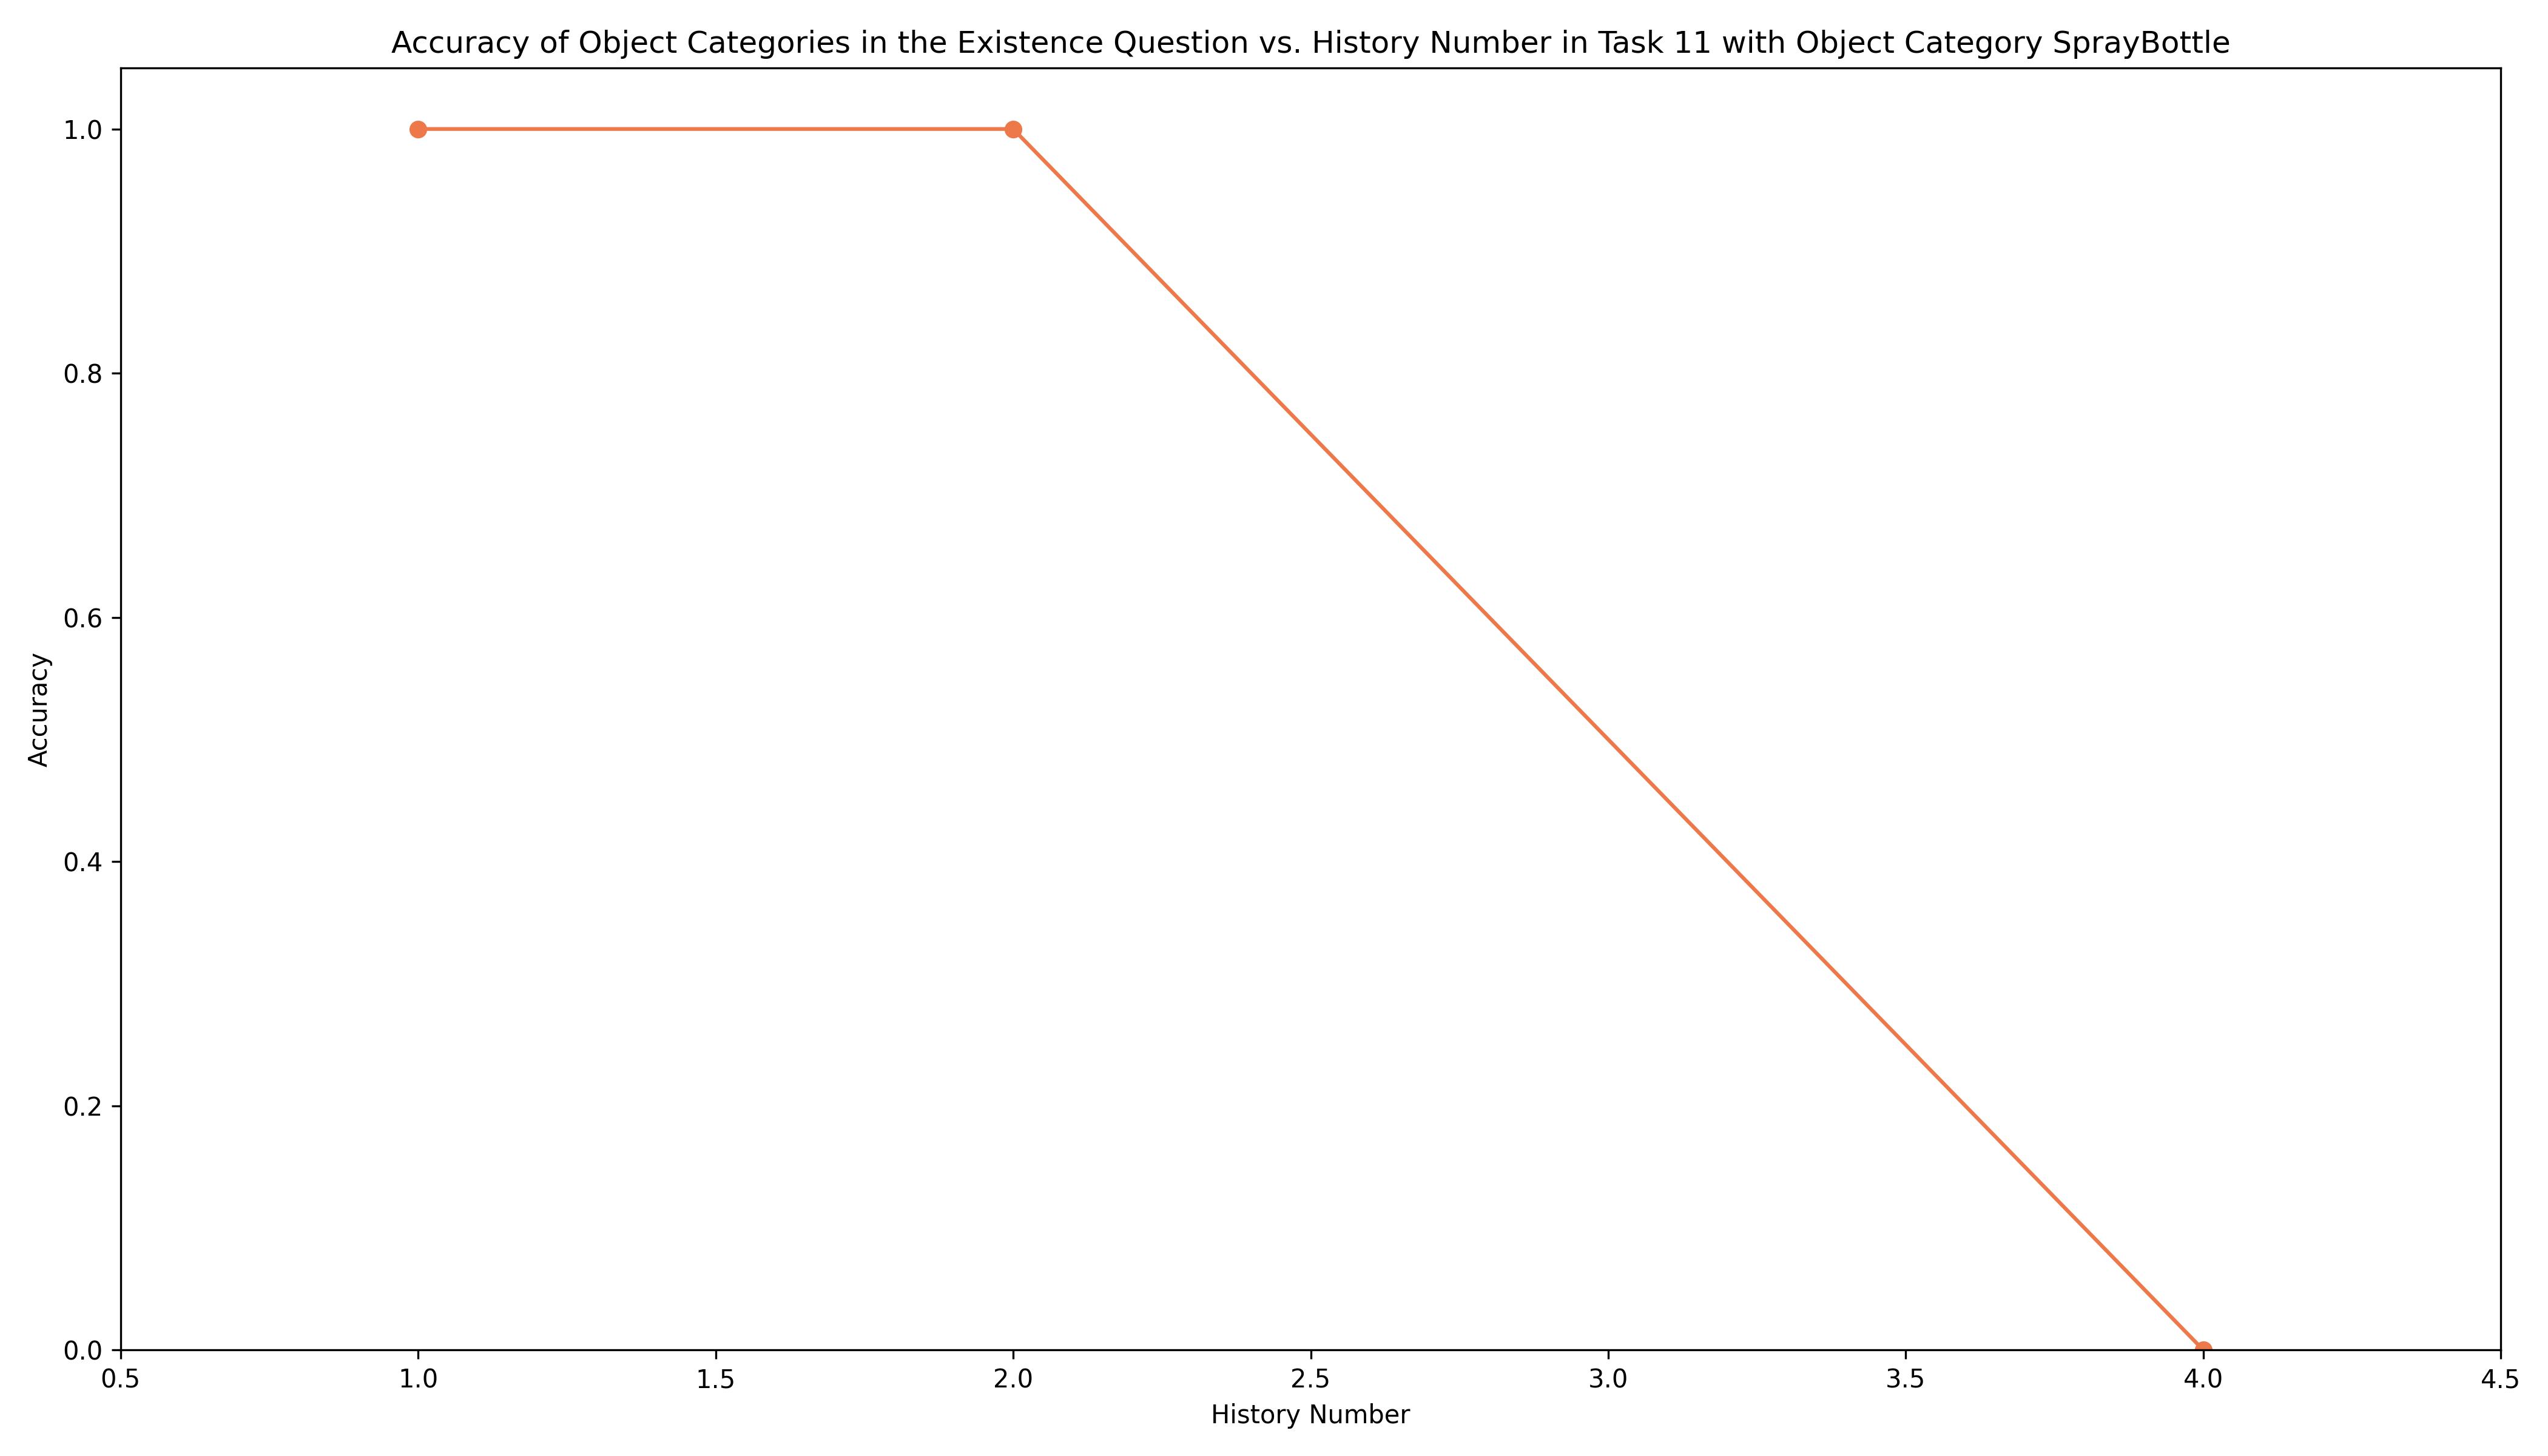 Accuracy of Object Categories in the Existence Question vs. History Number in Task 11 with Object Category SprayBottle
1.0
0.8
0.6
0.4
0.2
0.0
Accuracy
0.5 1.0 1.5 2.0 2.5 3.0 3.5 4.0 4.5
History Number